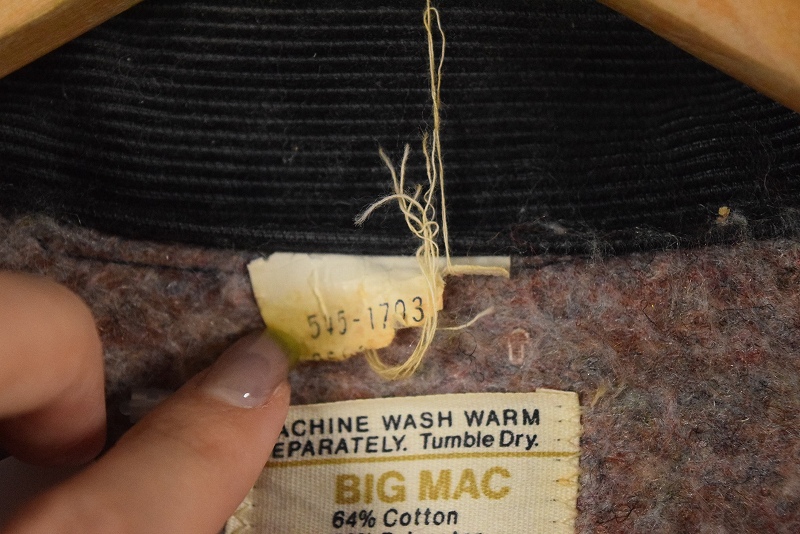 545-1703
ACHINE WASH WARM
EPARATELY. Tumble Dry.
BIG MAC
64% Cotton